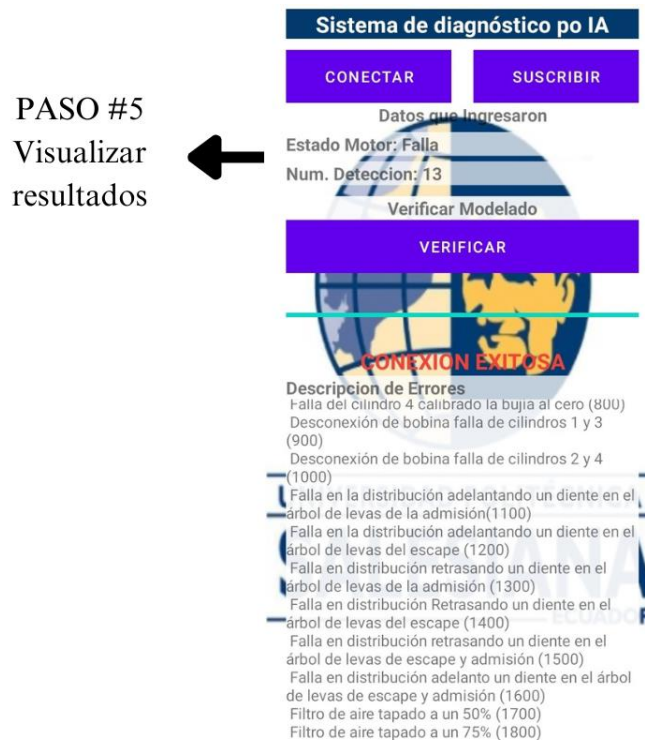 PASO #5
Visualizar
resultados
Sistema de diagnóstico po IA
CONECTAR
SUSCRIBIR
Datos que Ingresaron
Estado Motor: Falla
Num. Deteccion: 13
Verificar Modelado
VERIFICAR
CONEXION EXITOSA
Descripcion de Errores
Falla del cilindro 4 calibrado la bujia al cero (800)
Desconexión de bobina falla de cilindros 1 y 3
(900)
Desconexión de bobina falla de cilindros 2 y 4
(1000)
Falla en la distribución adelantando un diente en el
árbol de levas de la admisión(1100)
Falla en la distribución adelantando un diente en el
árbol de levas del escape (1200)
Falla en distribución retrasando un diente en el
árbol de levas de la admisión (1300)
Falla en distribución Retrasando un diente en el
árbol de levas del escape (1400)
Falla en distribución retrasando un diente en el
árbol de levas de escape y admisión (1500)
Falla en distribución adelanto un diente en el árbol
de levas de escape y admisión (1600)
Filtro de aire tapado a un 50% (1700)
Filtro de aire tapado a un 75% (1800)
ECUADOR